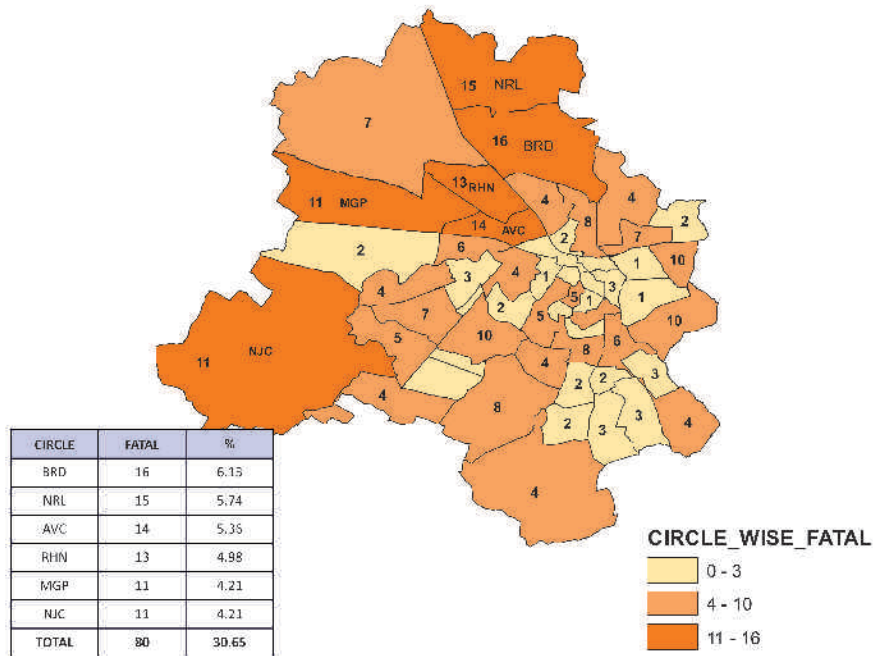 15 NRL
7
16 BRD
13 RHN
4
4
11 MGP
8
2
14 AVC
7
2
6
2
10
1
4
3
1
4
3
2
5
1
1
7
5
10
10
5
6
8
4
11 NJC
3
2
2
4
8
2
3
3
4
4
CIRCLE FATAL %
BRD 16 6.13
NRL 15 5.74
AVC 14 5.36
RHN 13 4.98
MGP 11 4.21
NJC 11 4.21
TOTAL 80 30.65
CIRCLE_WISE_FATAL
0 - 3
4 - 10
11 - 16